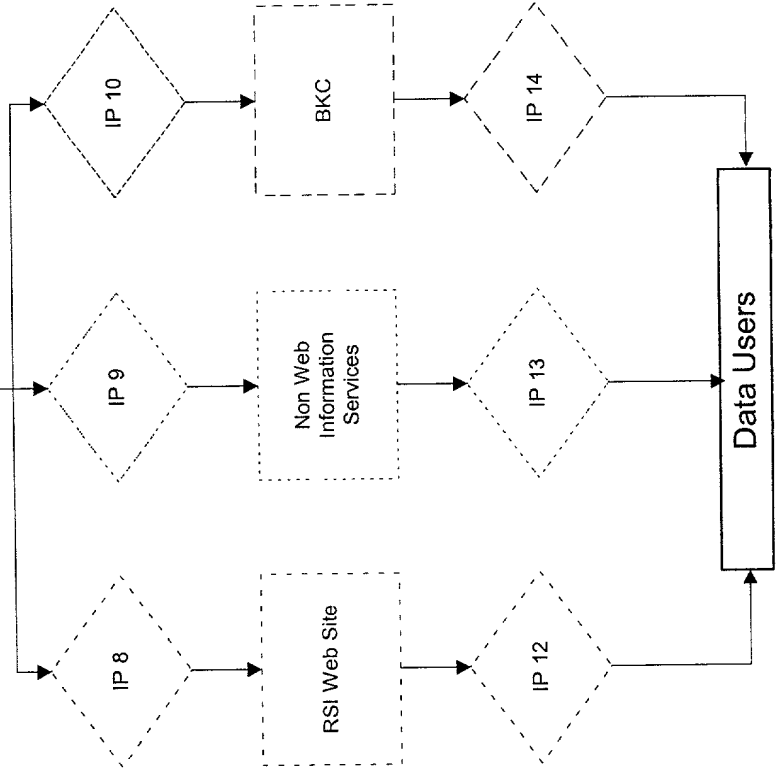 IP 8
IP 9
IP 10
RSI Web Site
Non Web
Information
Services
BKC
IP 12
IP 13
IP 14
Data Users